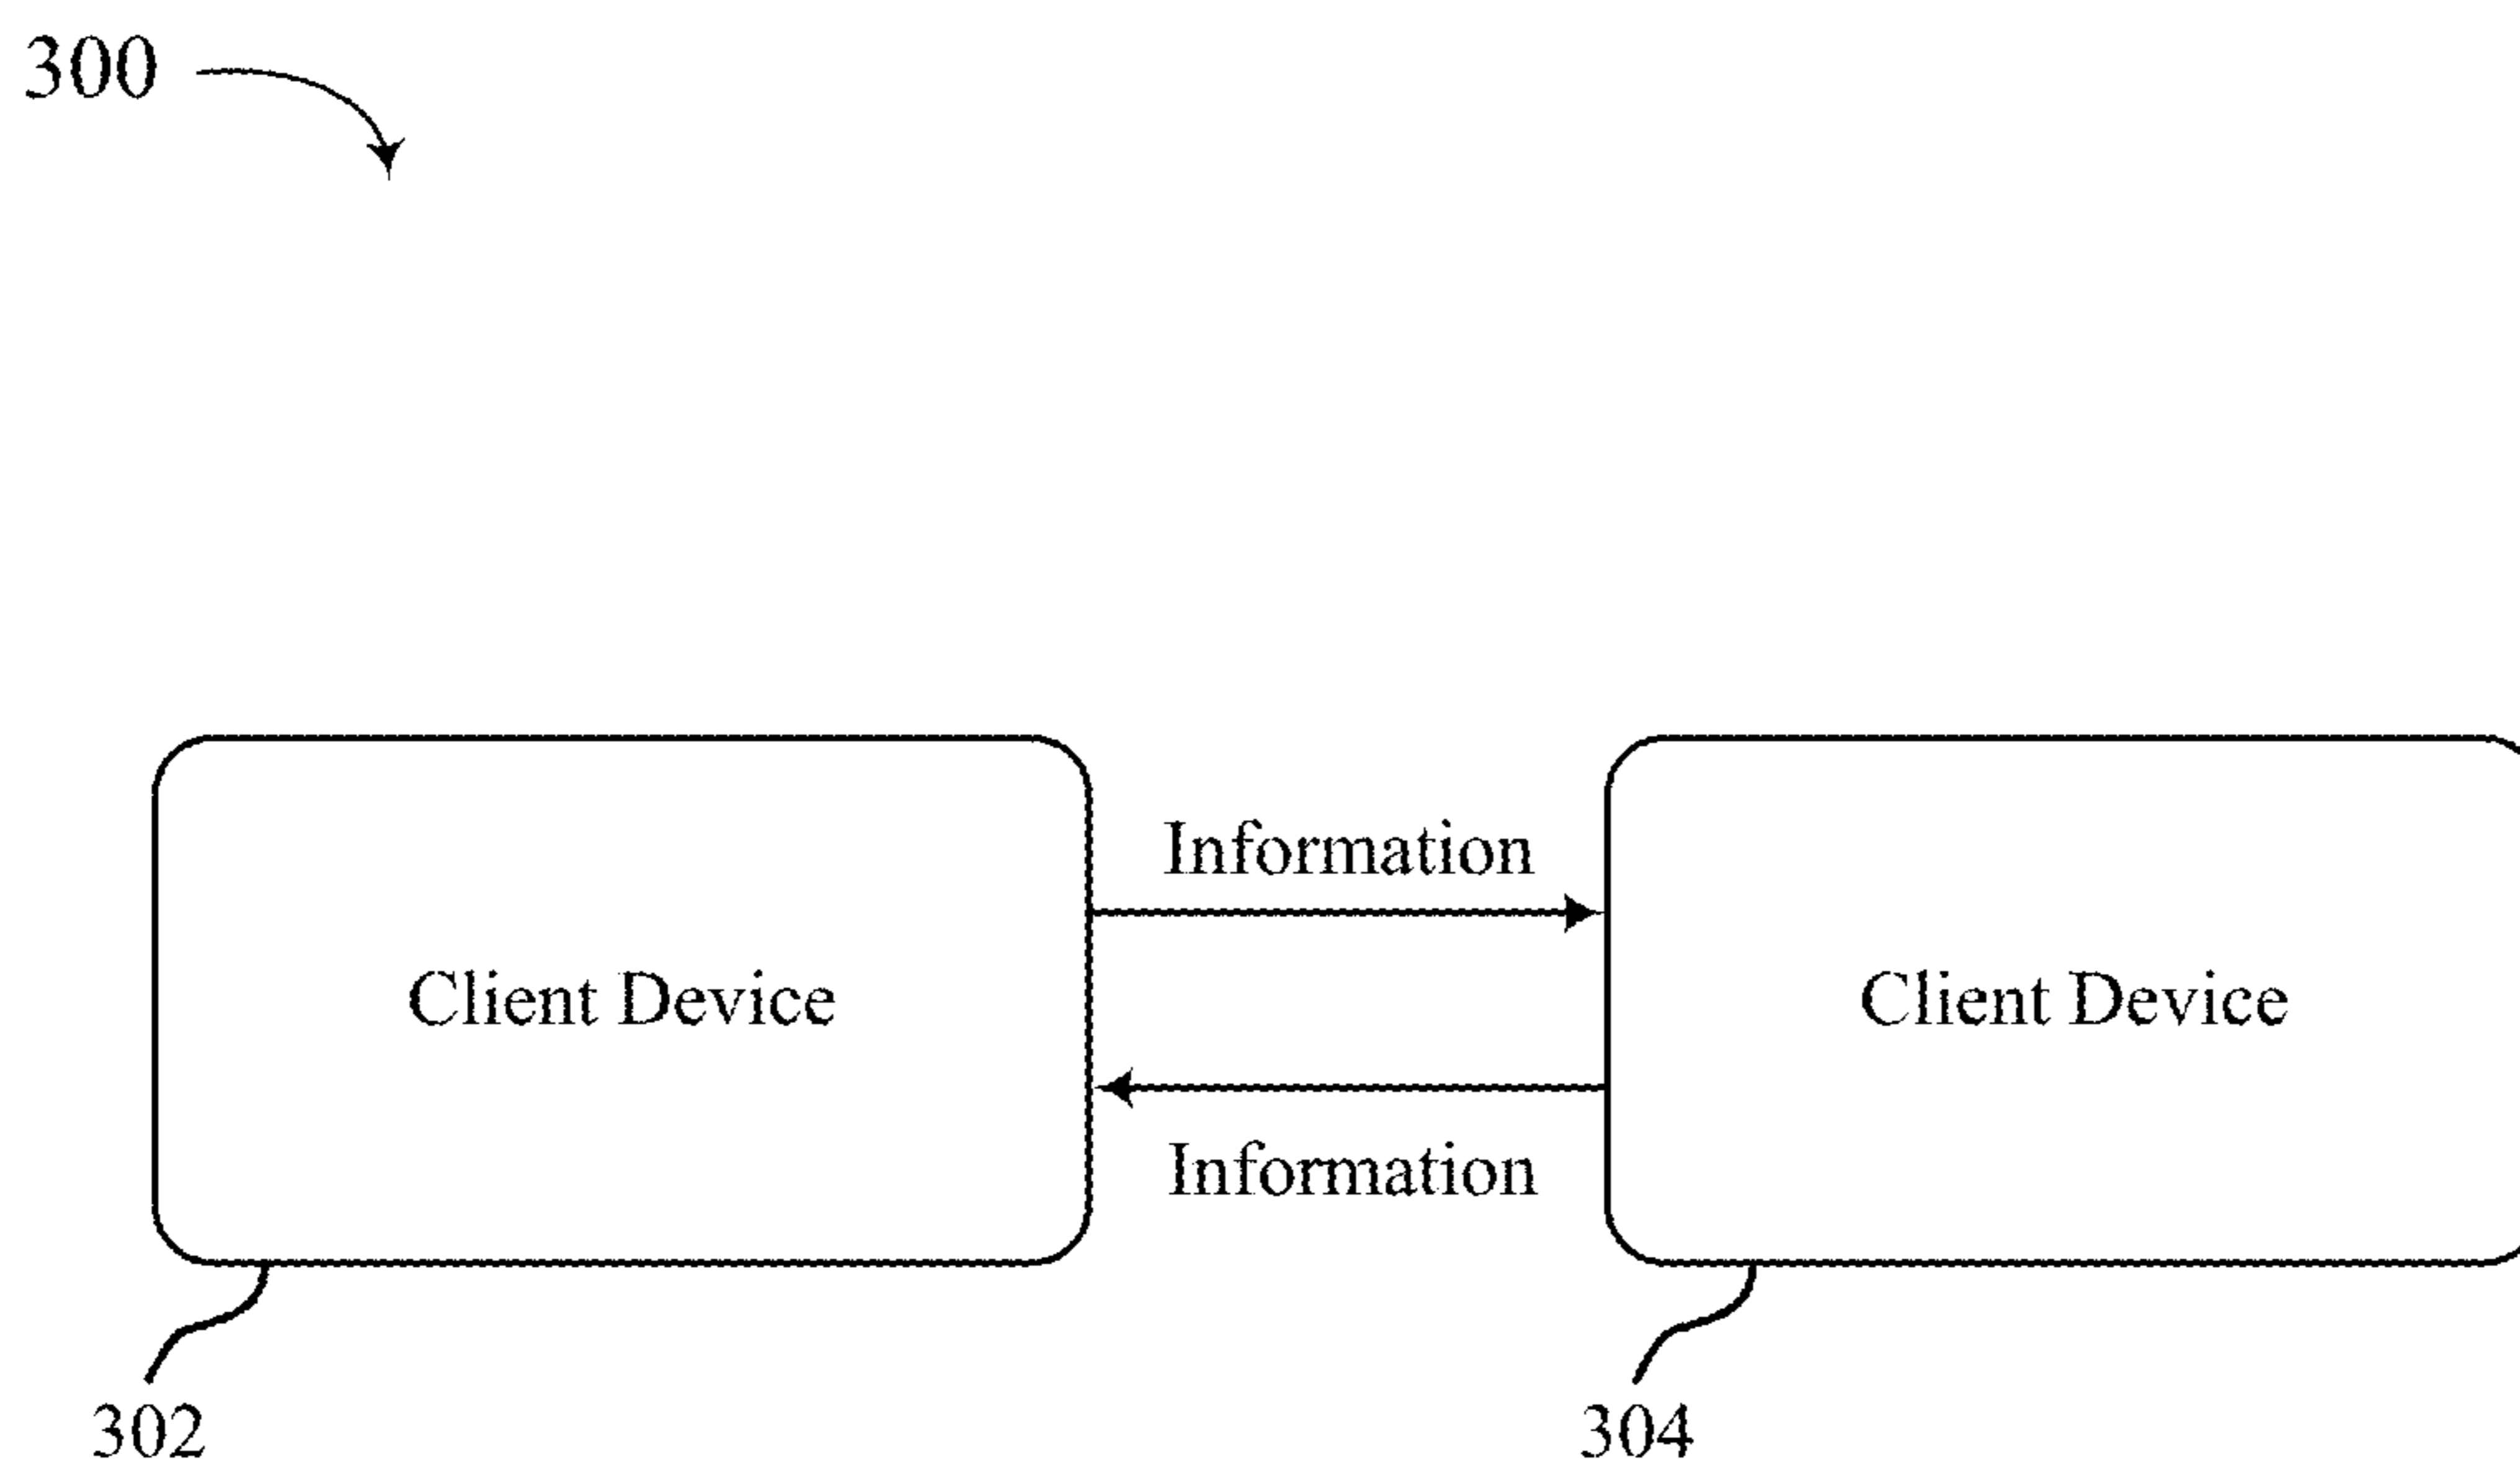 300
Information
Client Device
Client Device
Information
302
304